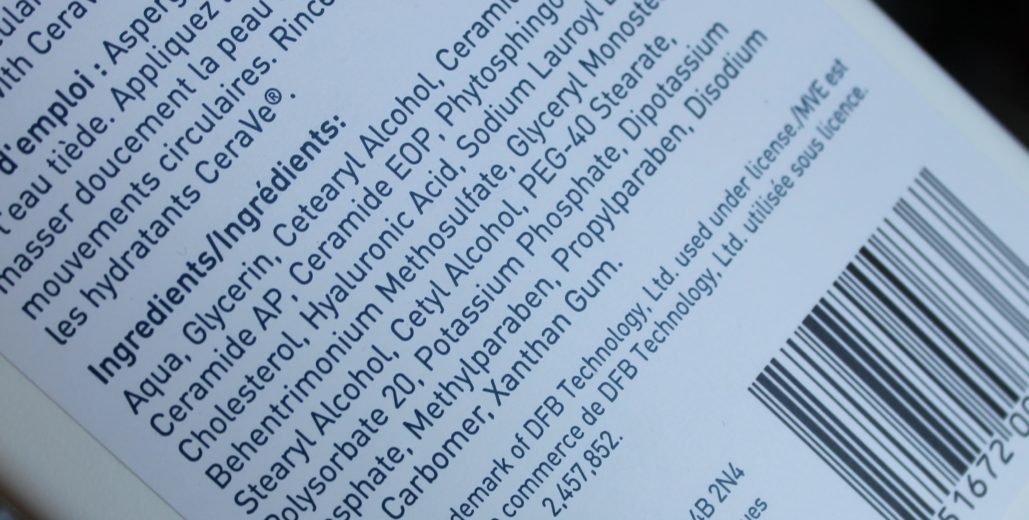 with CeraV
d'emploi : Asperg
l'eau tiède. Appliquez
masser doucement la peau
mouvements circulaires. Rince
les hydratants CeraVe®.
Ingredients/Ingrédients:
Aqua, Glycerin, Cetearyl Alcohol, Ceramid
Ceramide AP, Ceramide EOP, Phytosphingo
Cholesterol, Hyaluronic Acid, Sodium Lauroyl
Behentrimonium Methosulfate, Glyceryl Monoste
Stearyl Alcohol, Cetyl Alcohol, PEG-40 Stearate,
Polysorbate 20, Potassium Phosphate, Dipotassium
osphate, Methylparaben, Propylparaben, Disodium
Carbomer, Xanthan Gum.
demark of DFB Technology, Ltd. used under license./MVE est
commerce de DFB Technology, Ltd. utilisée sous licence.
2,457,852.
4B 2N4
51672 0